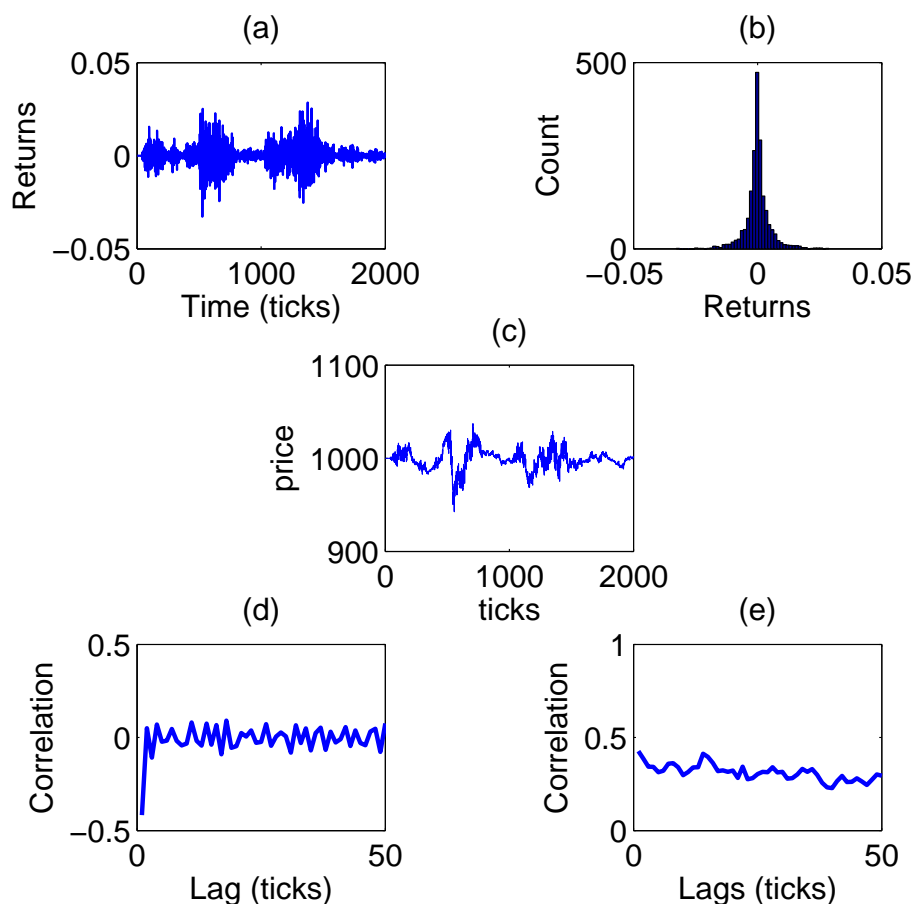 (a)
0.05
0
−0.05
Returns
0 1000 2000
Time (ticks)
(b)
500
0
Count
−0.05 0 0.05
Returns
(c)
1100
1000
900
price
0 1000 2000
ticks
(d)
0.5
0
−0.5
Correlation
0 50
Lag (ticks)
(e)
1
0.5
0
Correlation
0 50
Lags (ticks)